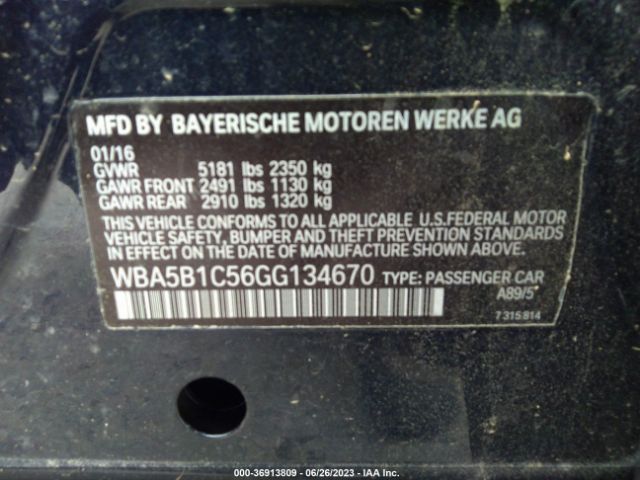 MFD BY BAYERISCHE MOTOREN WERKE AG
01/16
GVWR 5181 lbs 2350 kg
GAWR FRONT 2491 lbs 1130 kg
GAWR REAR 2910 lbs 1320 kg
THIS VEHICLE CONFORMS TO ALL APPLICABLE U.S.FEDERAL MOTOR
VEHICLE SAFETY, BUMPER AND THEFT PREVENTION STANDARDS
IN EFFECT ON THE DATE OF MANUFACTURE SHOWN ABOVE.
WBA5B1C56GG134670 TYPE: PASSENGER CAR
A89/5
7 315 814
000-36913809 - 06/26/2023 - IAA Inc.